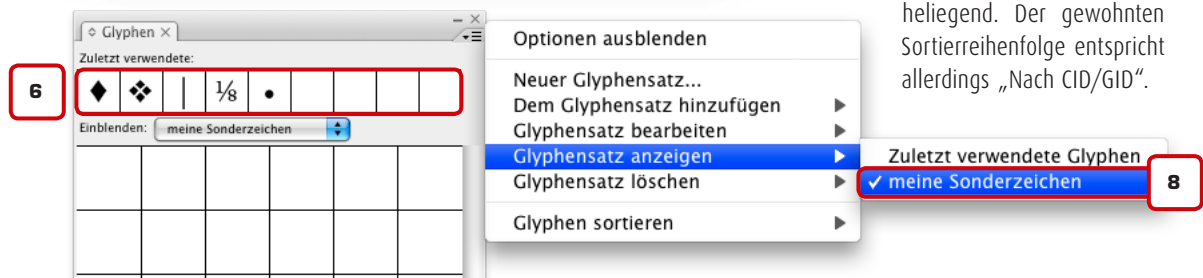 heliegend. Der gewohnten
Sortierreihenfolge entspricht
allerdings „Nach CID/GID“.
Glyphen
Zuletzt verwendete:
6
♦ ❖ | ⅛ •
Einblenden: meine Sonderzeichen
Optionen ausblenden
Neuer Glyphensatz...
Dem Glyphensatz hinzufügen
Glyphensatz bearbeiten
Glyphensatz anzeigen
Glyphensatz löschen
Glyphen sortieren
Zuletzt verwendete Glyphen
✓ meine Sonderzeichen
8